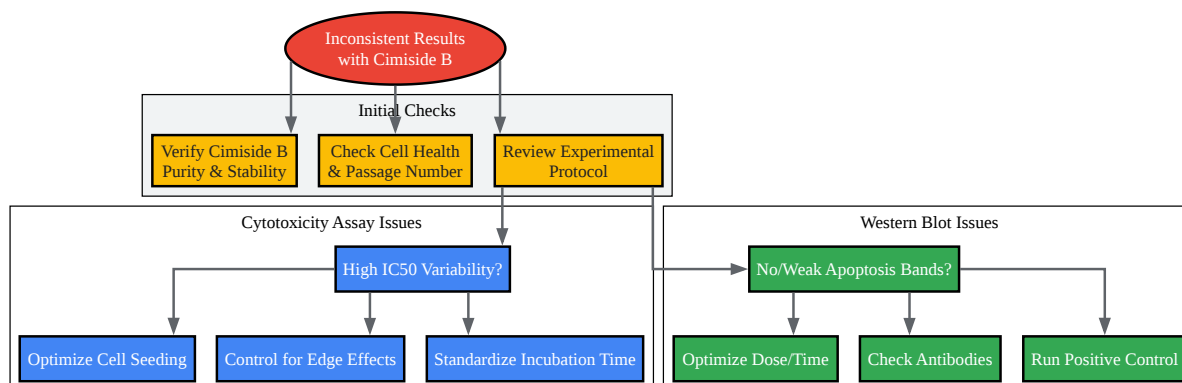 Inconsistent Results
with Cimiside B
Initial Checks
Verify Cimiside B
Purity & Stability
Check Cell Health
& Passage Number
Review Experimental
Protocol
Cytotoxicity Assay Issues
High IC50 Variability?
Optimize Cell Seeding
Control for Edge Effects
Standardize Incubation Time
Western Blot Issues
No/Weak Apoptosis Bands?
Optimize Dose/Time
Check Antibodies
Run Positive Control